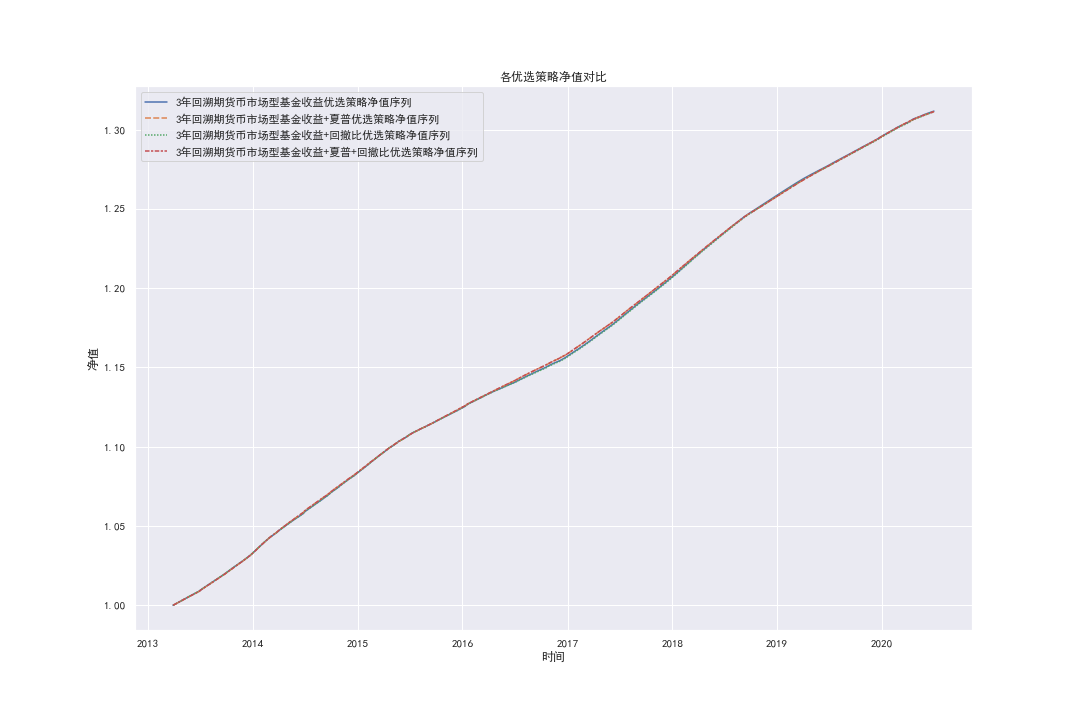 各优选策略净值对比
3年回溯期货币市场型基金收益优选策略净值序列
3年回溯期货币市场型基金收益+夏普优选策略净值序列
3年回溯期货币市场型基金收益+回撤比优选策略净值序列
3年回溯期货币市场型基金收益+夏普+回撤比优选策略净值序列
1.30
1.25
1.20
1.15
1.10
1.05
1.00
净值
2013 2014 2015 2016 2017 2018 2019 2020
时间